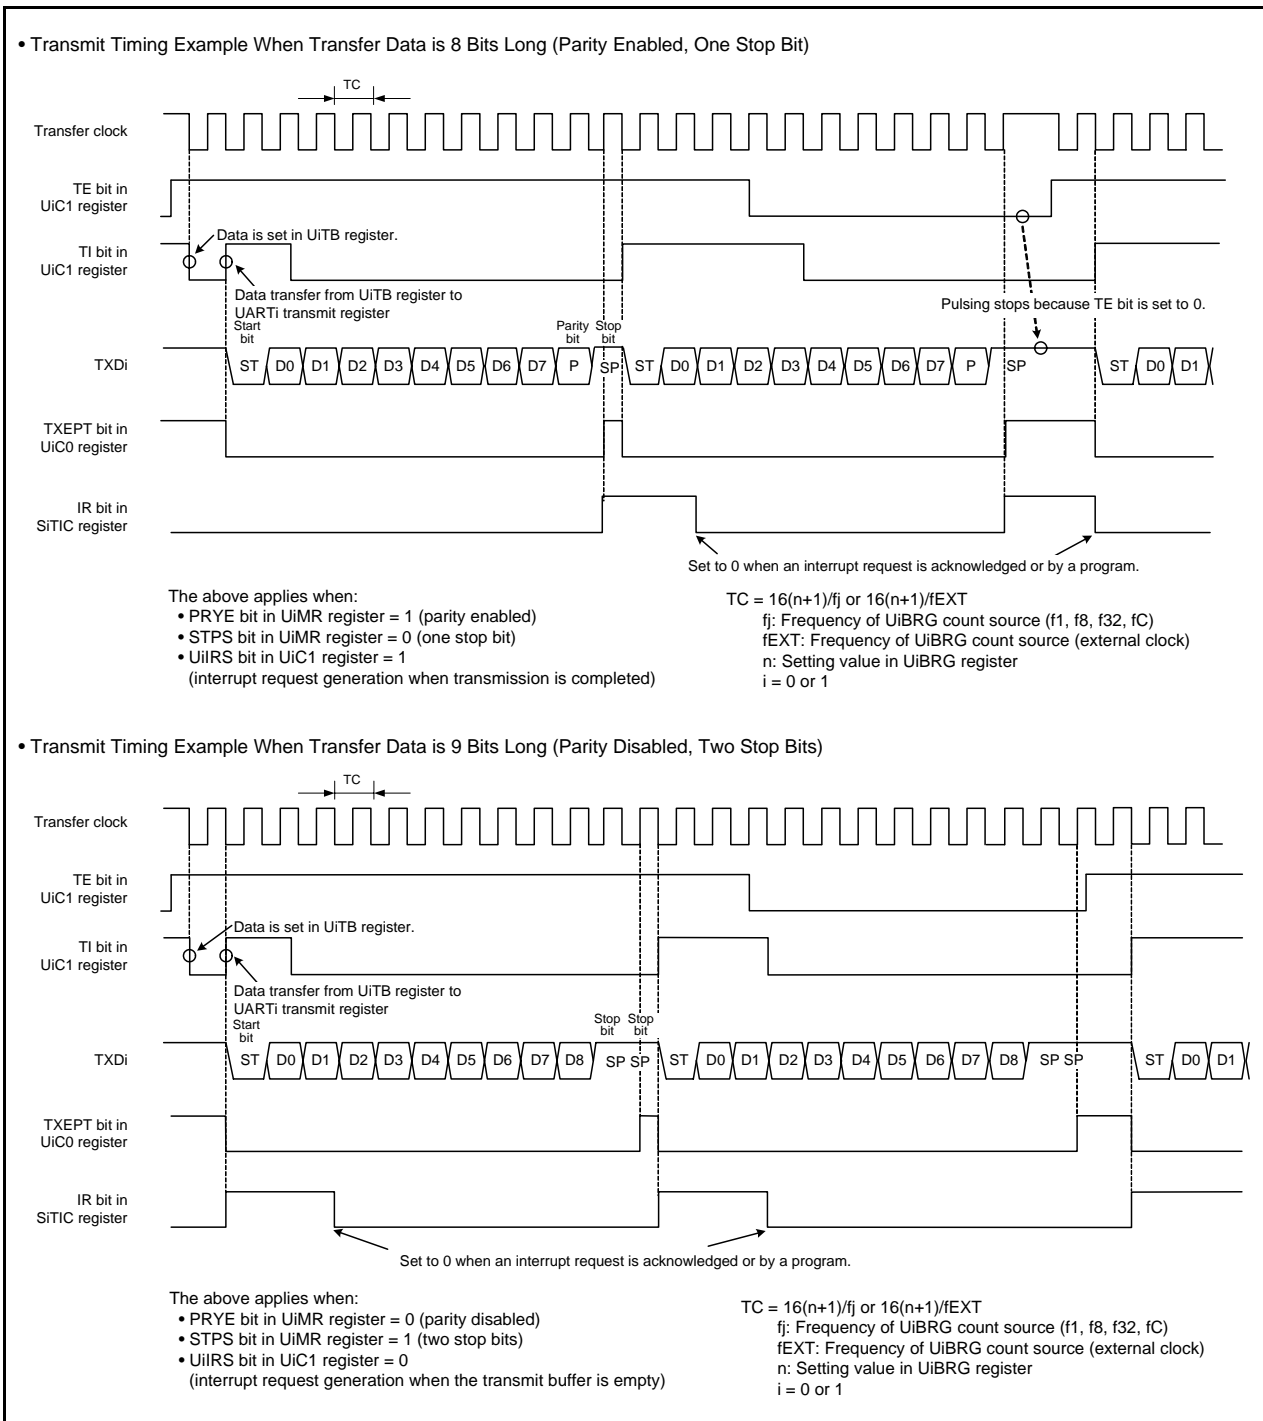 • Transmit Timing Example When Transfer Data is 8 Bits Long (Parity Enabled, One Stop Bit)
TC
Transfer clock
TE bit in
UiC1 register
Data is set in UiTB register.
TI bit in
UiC1 register
Data transfer from UiTB register to
UARTi transmit register
Pulsing stops because TE bit is set to 0.
Start
bit
Parity
bit
Stop
bit
TXDi
ST D0 D1 D2 D3 D4 D5 D6 D7 P SP ST D0 D1 D2 D3 D4 D5 D6 D7 P SP ST D0 D1
TXEPT bit in
UiC0 register
IR bit in
SiTIC register
Set to 0 when an interrupt request is acknowledged or by a program.
The above applies when:
• PRYE bit in UiMR register = 1 (parity enabled)
• STPS bit in UiMR register = 0 (one stop bit)
• UiIRS bit in UiC1 register = 1
(interrupt request generation when transmission is completed)
TC = 16(n+1)/fj or 16(n+1)/fEXT
fj: Frequency of UiBRG count source (f1, f8, f32, fC)
fEXT: Frequency of UiBRG count source (external clock)
n: Setting value in UiBRG register
i = 0 or 1
• Transmit Timing Example When Transfer Data is 9 Bits Long (Parity Disabled, Two Stop Bits)
TC
Transfer clock
TE bit in
UiC1 register
Data is set in UiTB register.
TI bit in
UiC1 register
Data transfer from UiTB register to
UARTi transmit register
Start
bit
Stop
bit
Stop
bit
TXDi
ST D0 D1 D2 D3 D4 D5 D6 D7 D8 SP SP ST D0 D1 D2 D3 D4 D5 D6 D7 D8 SP SP ST D0 D1
TXEPT bit in
UiC0 register
IR bit in
SiTIC register
Set to 0 when an interrupt request is acknowledged or by a program.
The above applies when:
• PRYE bit in UiMR register = 0 (parity disabled)
• STPS bit in UiMR register = 1 (two stop bits)
• UiIRS bit in UiC1 register = 0
(interrupt request generation when the transmit buffer is empty)
TC = 16(n+1)/fj or 16(n+1)/fEXT
fj: Frequency of UiBRG count source (f1, f8, f32, fC)
fEXT: Frequency of UiBRG count source (external clock)
n: Setting value in UiBRG register
i = 0 or 1